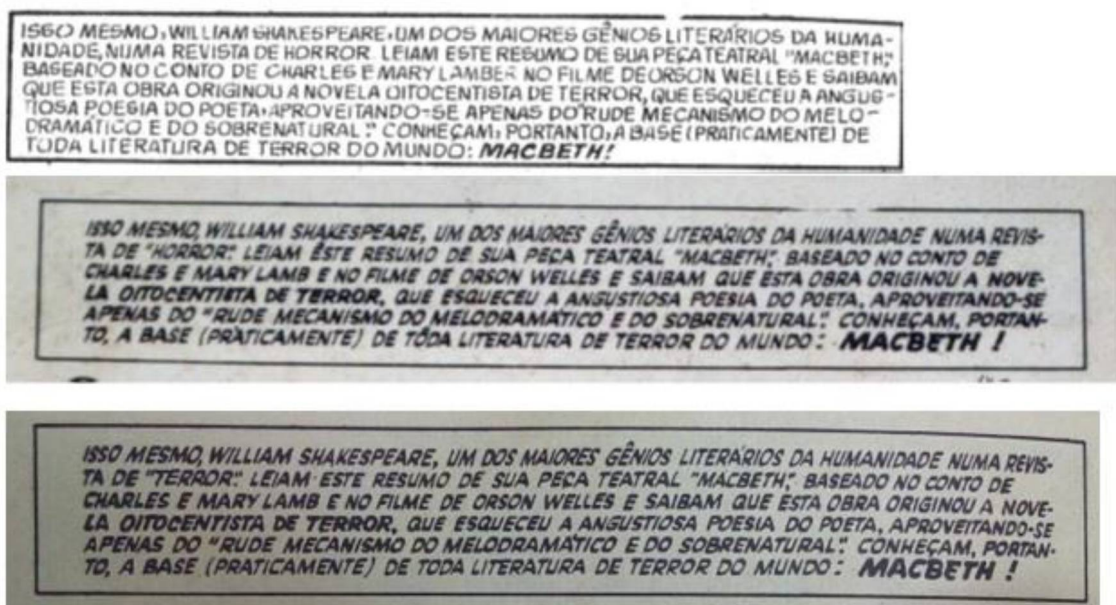 ISSO MESMO, WILLIAM SHAKESPEARE, UM DOS MAIORES GÊNIOS LITERÁRIOS DA HUMA-
NIDADE, NUMA REVISTA DE HORROR. LEIAM ESTE RESUMO DE SUA PEÇA TEATRAL "MACBETH",
BASEADO NO CONTO DE CHARLES E MARY LAMB E NO FILME DE ORSON WELLES E SAIBAM
QUE ESTA OBRA ORIGINOU A NOVELA OITOCENTISTA DE TERROR, QUE ESQUECEU A ANGUS-
TIOSA POESIA DO POETA, APROVEITANDO-SE APENAS DO "RUDE MECANISMO DO MELO-
DRAMÁTICO E DO SOBRENATURAL". CONHEÇAM, PORTANTO, A BASE (PRATICAMENTE) DE
TODA LITERATURA DE TERROR DO MUNDO: MACBETH!
ISSO MESMO, WILLIAM SHAKESPEARE, UM DOS MAIORES GÊNIOS LITERÁRIOS DA HUMANIDADE NUMA REVIS-
TA DE "HORROR". LEIAM ÊSTE RESUMO DE SUA PEÇA TEATRAL "MACBETH", BASEADO NO CONTO DE
CHARLES E MARY LAMB E NO FILME DE ORSON WELLES E SAIBAM QUE ESTA OBRA ORIGINOU A NOVE-
LA OITOCENTISTA DE TERROR, QUE ESQUECEU A ANGUSTIOSA POESIA DO POETA, APROVEITANDO-SE
APENAS DO "RUDE MECANISMO DO MELODRAMÁTICO E DO SOBRENATURAL". CONHEÇAM, PORTAN-
TO, A BASE (PRATICAMENTE) DE TÔDA LITERATURA DE TERROR DO MUNDO: MACBETH !
ISSO MESMO, WILLIAM SHAKESPEARE, UM DOS MAIORES GÊNIOS LITERÁRIOS DA HUMANIDADE NUMA REVIS-
TA DE "TERROR". LEIAM ESTE RESUMO DE SUA PEÇA TEATRAL "MACBETH", BASEADO NO CONTO DE
CHARLES E MARY LAMB E NO FILME DE ORSON WELLES E SAIBAM QUE ESTA OBRA ORIGINOU A NOVE-
LA OITOCENTISTA DE TERROR, QUE ESQUECEU A ANGUSTIOSA POESIA DO POETA, APROVEITANDO-SE
APENAS DO "RUDE MECANISMO DO MELODRAMÁTICO E DO SOBRENATURAL". CONHEÇAM, PORTAN-
TO, A BASE (PRATICAMENTE) DE TODA LITERATURA DE TERROR DO MUNDO: MACBETH !